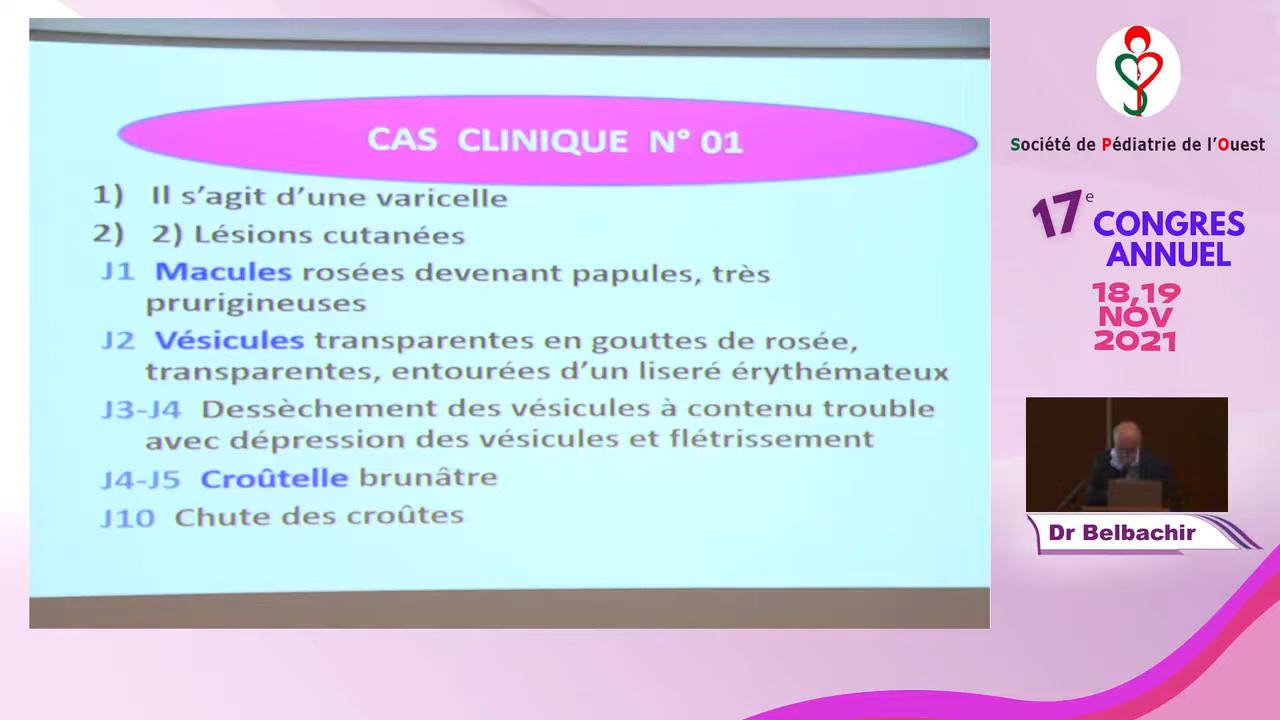 CAS CLINIQUE N° 01
1) Il s’agit d’une varicelle
2) 2) Lésions cutanées
J1 Macules rosées devenant papules, très
prurigineuses
J2 Vésicules transparentes en gouttes de rosée,
transparentes, entourées d’un liseré érythémateux
J3-J4 Dessèchement des vésicules à contenu trouble
avec dépression des vésicules et flétrissement
J4-J5 Croûtelle brunâtre
J10 Chute des croûtes
Société de Pédiatrie de l’Ouest
17e CONGRES
ANNUEL
18,19
NOV
2021
Dr Belbachir